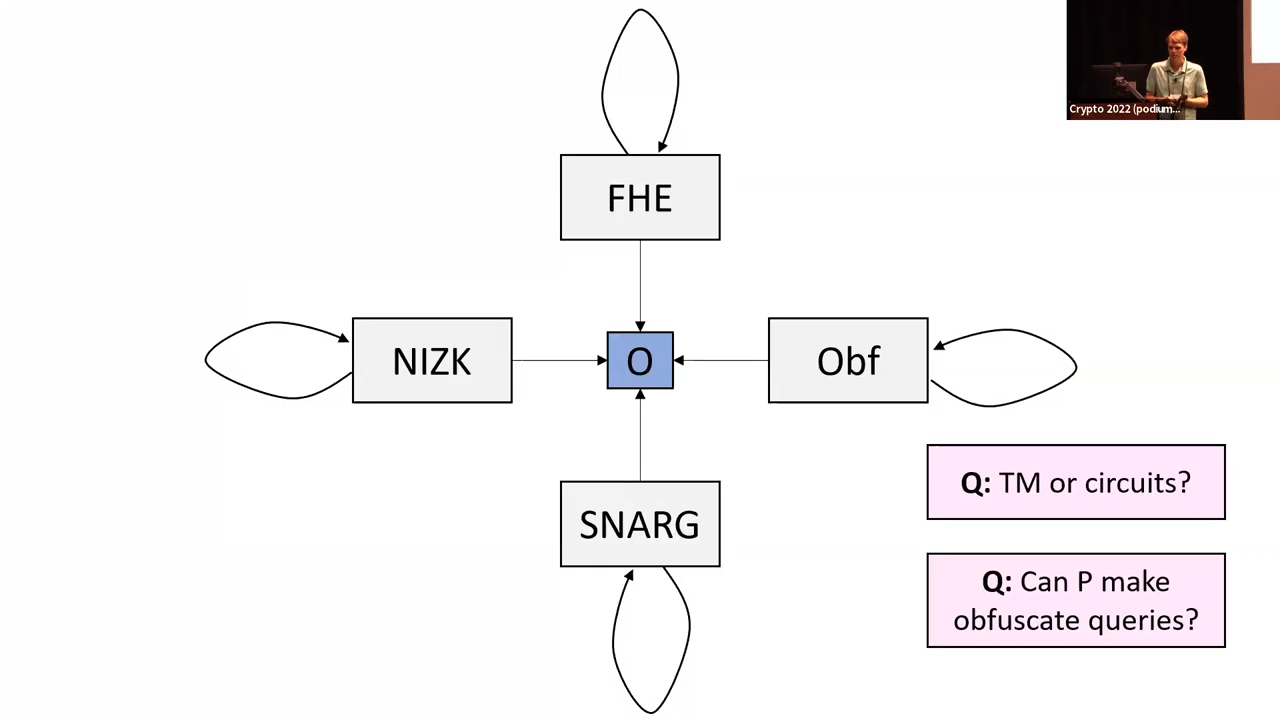 Crypto 2022 (podium...
FHE
NIZK
O
Obf
SNARG
Q: TM or circuits?
Q: Can P make
obfuscate queries?